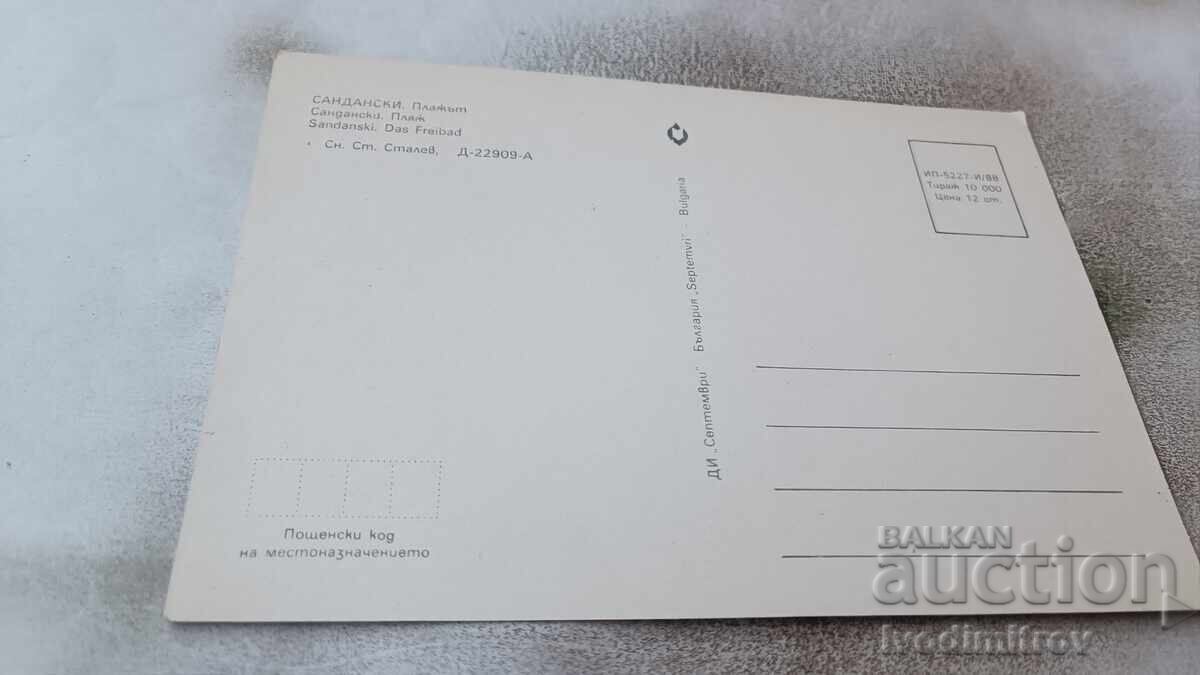 САНДАНСКИ. Плажът
Сандански. Пляж
Sandanski. Das Freibad
Сн. Ст. Сталев, Д-22909-А
ИП-5227-И/88
Тираж 10 000
Цена 12 ст.
ДИ „Септември" България „Septemvri" - Bulgaria
Пощенски код
на местоназначението
BALKAN
auction
ivodimitrov